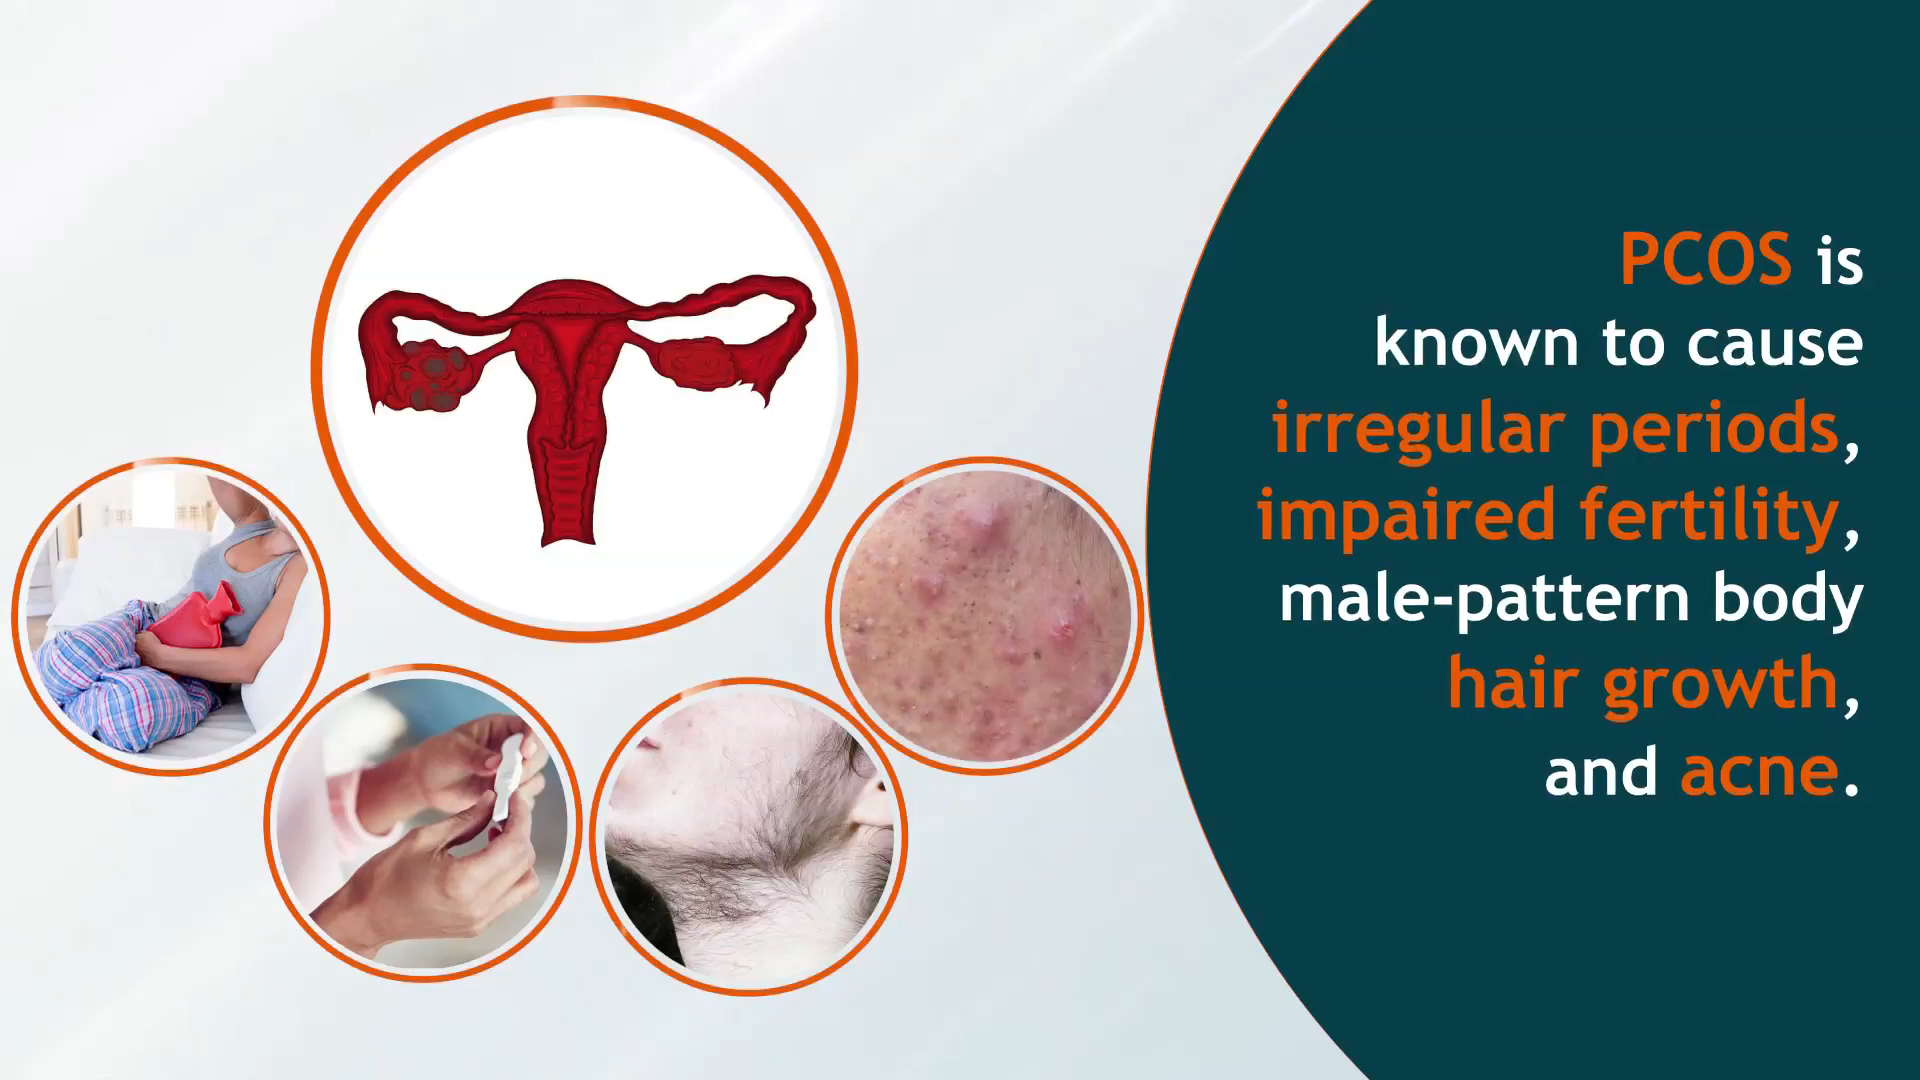 PCOS is
known to cause
irregular periods,
impaired fertility,
male-pattern body
hair growth,
and acne.